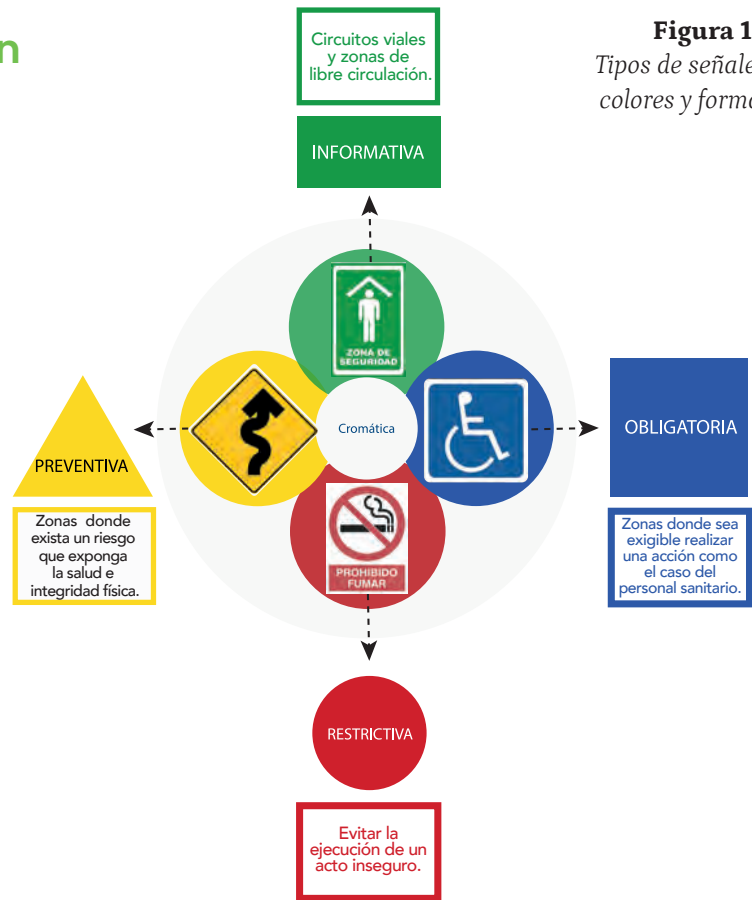 n
Figura 1
Tipos de señale
colores y forma
Circuitos viales
y zonas de
libre circulación.
INFORMATIVA
ZONA DE
SEGURIDAD
Cromática
PREVENTIVA
Zonas donde
exista un riesgo
que exponga
la salud e
integridad física.
OBLIGATORIA
Zonas donde sea
exigible realizar
una acción como
el caso del
personal sanitario.
PROHIBIDO
FUMAR
RESTRICTIVA
Evitar la
ejecución de un
acto inseguro.